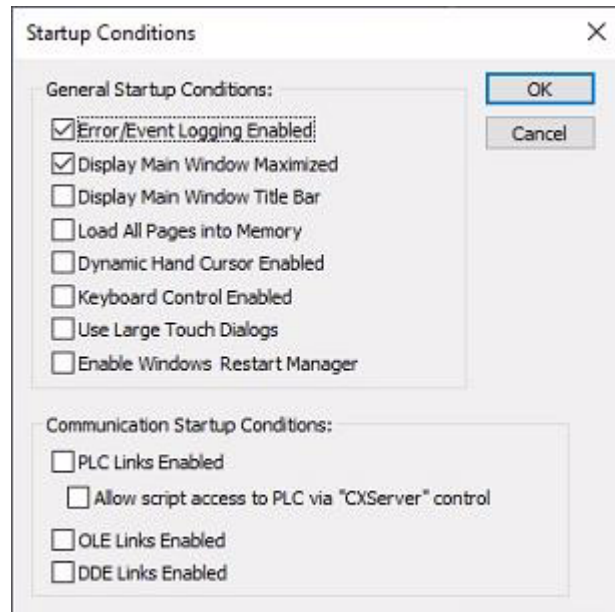 Startup Conditions
General Startup Conditions:
OK
Error/Event Logging Enabled
Cancel
Display Main Window Maximized
Display Main Window Title Bar
Load All Pages into Memory
Dynamic Hand Cursor Enabled
Keyboard Control Enabled
Use Large Touch Dialogs
Enable Windows Restart Manager
Communication Startup Conditions:
PLC Links Enabled
Allow script access to PLC via "CXServer" control
OLE Links Enabled
DDE Links Enabled